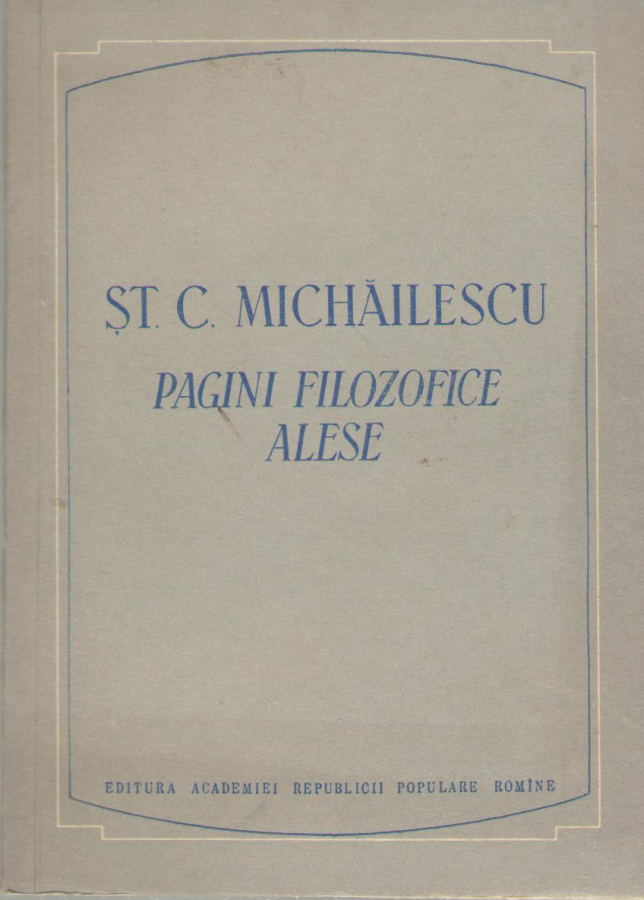 ȘT. C. MICHĂILESCU
PAGINI FILOZOFICE
ALESE
EDITURA ACADEMIEI REPUBLICII POPULARE ROMÎNE